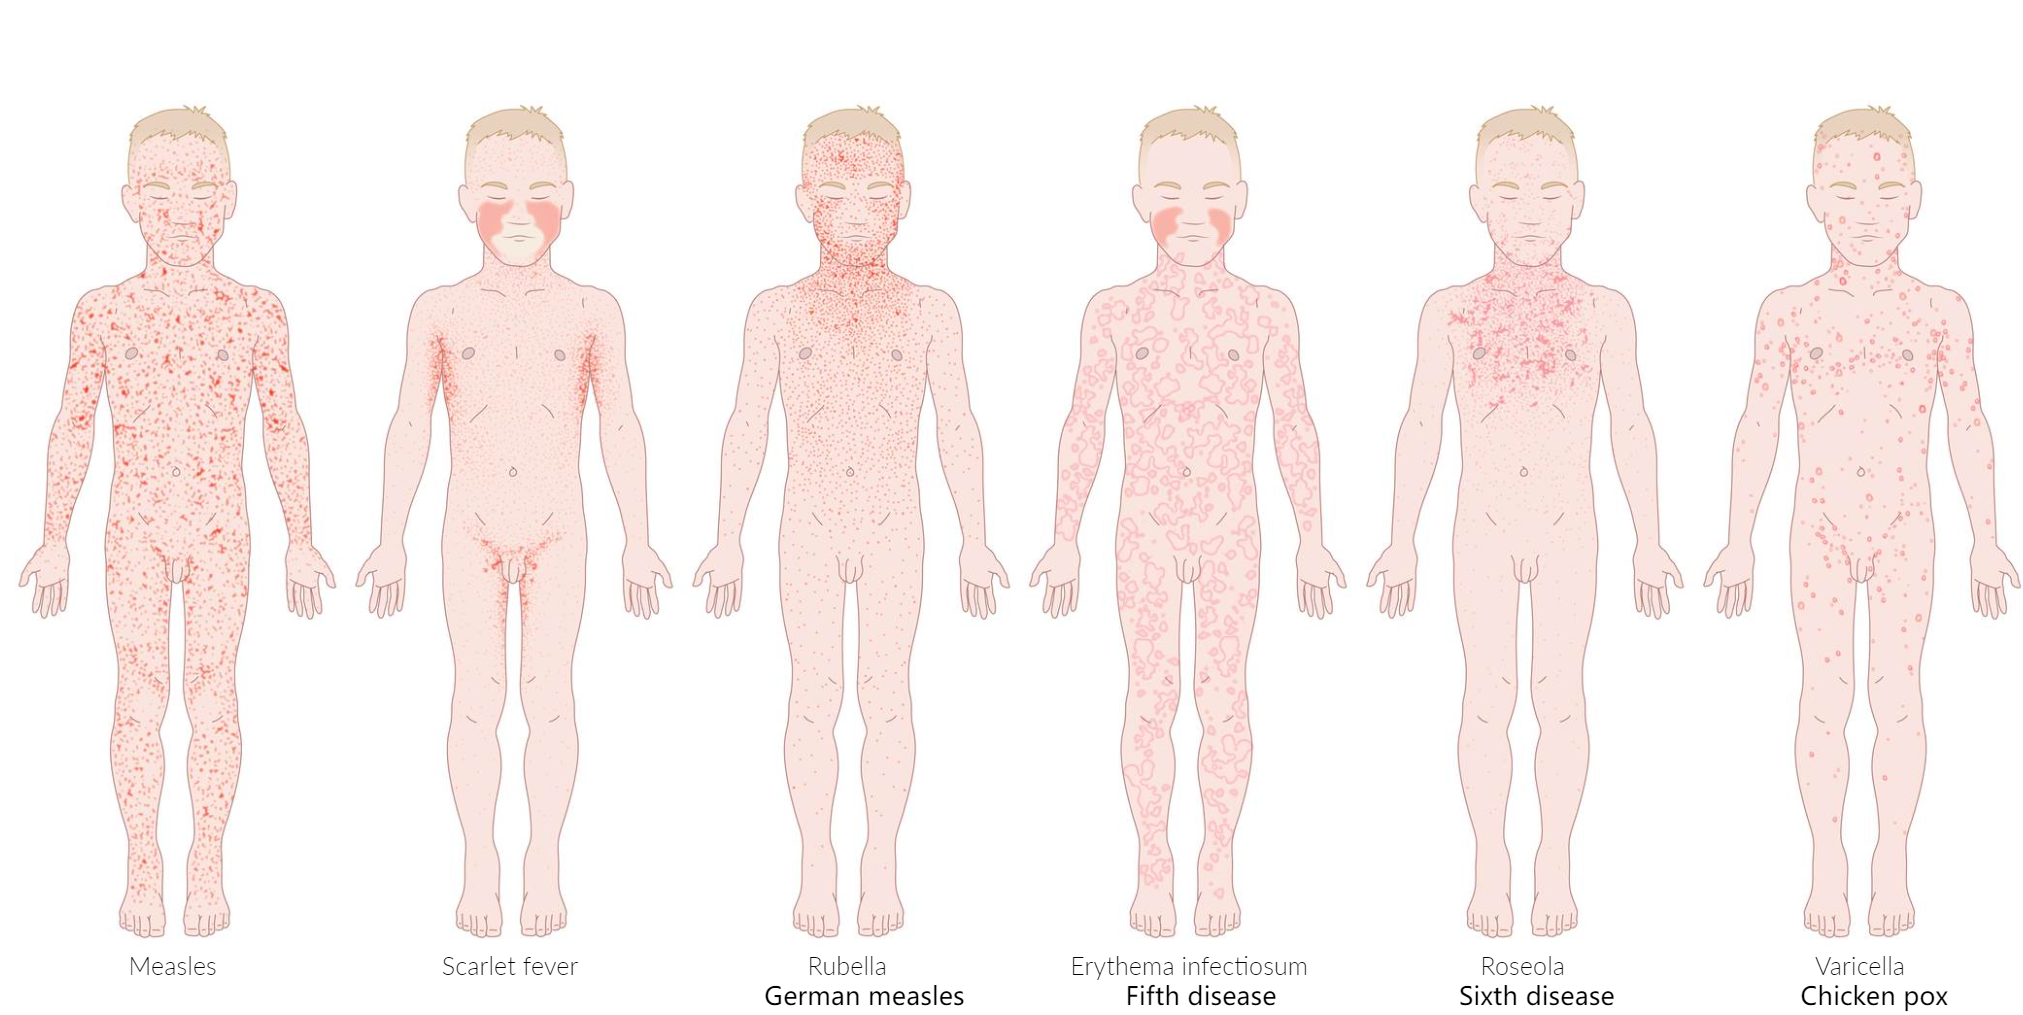 Measles
Scarlet fever
Rubella
German measles
Erythema infectiosum
Fifth disease
Roseola
Sixth disease
Varicella
Chicken pox